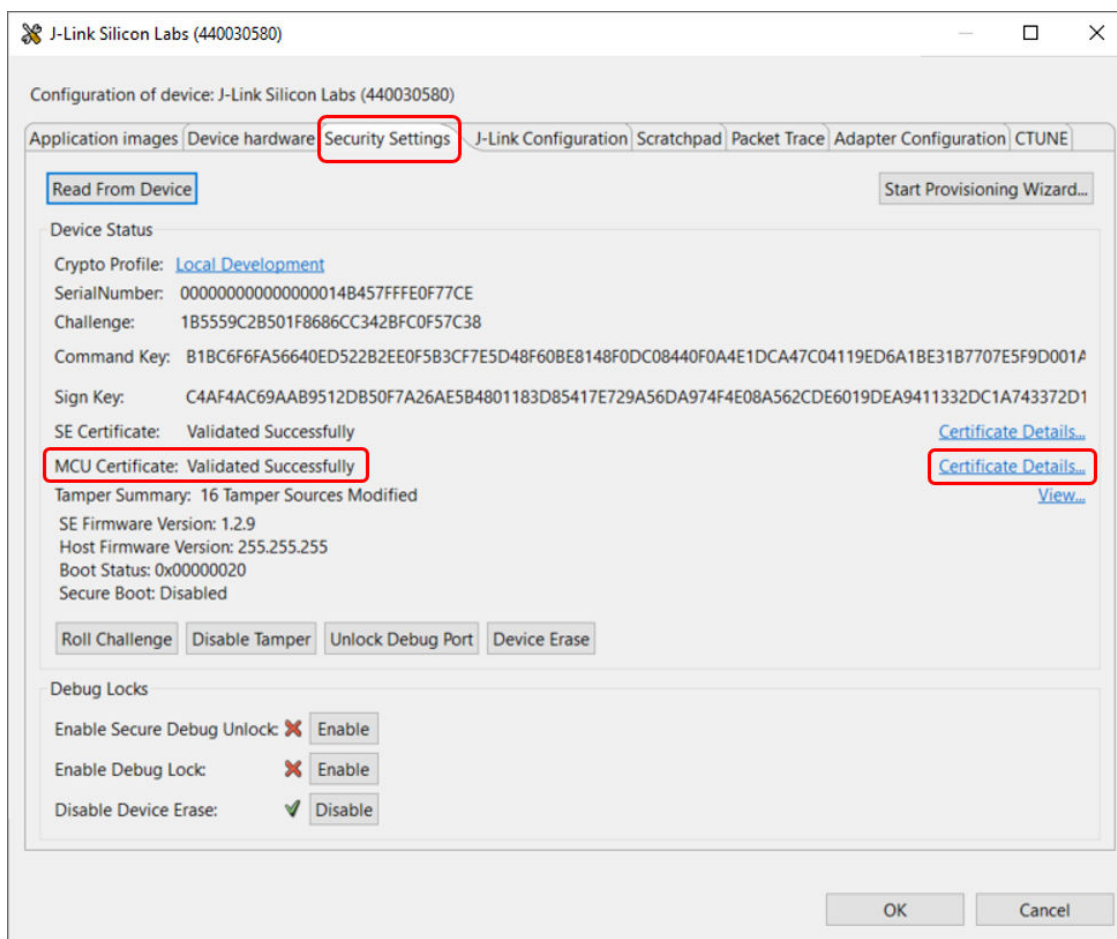 J-Link Silicon Labs (440030580)
Configuration of device: J-Link Silicon Labs (440030580)
Application images Device hardware Security Settings J-Link Configuration Scratchpad Packet Trace Adapter Configuration CTUNE
Read From Device Start Provisioning Wizard...
Device Status
Crypto Profile: Local Development
SerialNumber: 000000000000000014B457FFFE0F77CE
Challenge: 1B5559C2B501F8686CC342BFC0F57C38
Command Key: B1BC6F6FA56640ED522B2EE0F5B3CF7E5D48F60BE8148F0DC08440F0A4E1DCA47C04119ED6A1BE31B7707E5F9D001A
Sign Key: C4AF4AC69AAB9512DB50F7A26AE5B4801183D85417E729A56DA974F4E08A562CDE6019DEA9411332DC1A743372D1
SE Certificate: Validated Successfully Certificate Details...
MCU Certificate: Validated Successfully Certificate Details...
Tamper Summary: 16 Tamper Sources Modified View...
SE Firmware Version: 1.2.9
Host Firmware Version: 255.255.255
Boot Status: 0x00000020
Secure Boot: Disabled
Roll Challenge Disable Tamper Unlock Debug Port Device Erase
Debug Locks
Enable Secure Debug Unlock: Enable
Enable Debug Lock: Enable
Disable Device Erase: Disable
OK Cancel